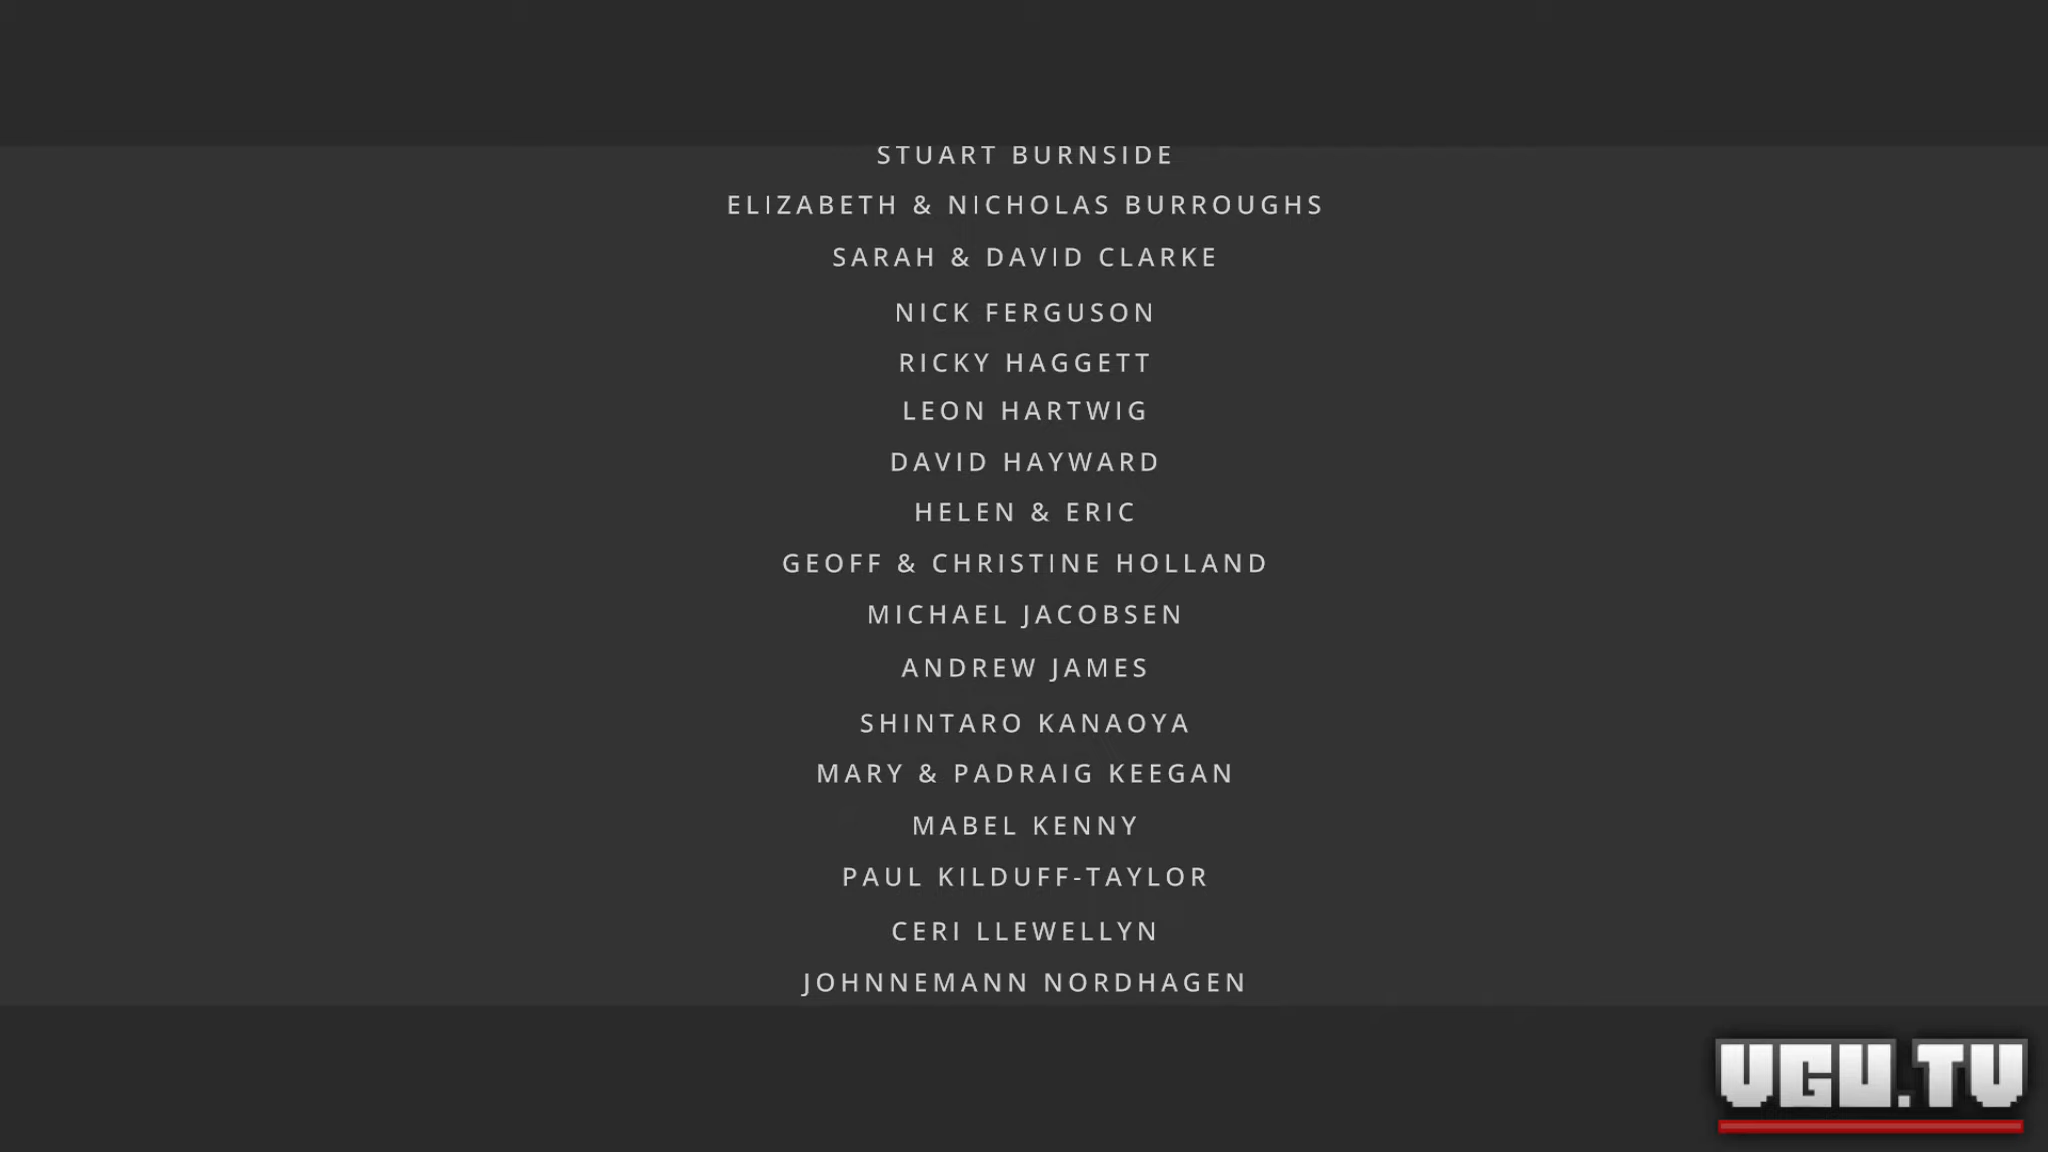 STUART BURNSIDE
ELIZABETH & NICHOLAS BURROUGHS
SARAH & DAVID CLARKE
NICK FERGUSON
RICKY HAGGETT
LEON HARTWIG
DAVID HAYWARD
HELEN & ERIC
GEOFF & CHRISTINE HOLLAND
MICHAEL JACOBSEN
ANDREW JAMES
SHINTARO KANAOYA
MARY & PADRAIG KEEGAN
MABEL KENNY
PAUL KILDUFF-TAYLOR
CERI LLEWELLYN
JOHNNEMANN NORDHAGEN
VGU.TV